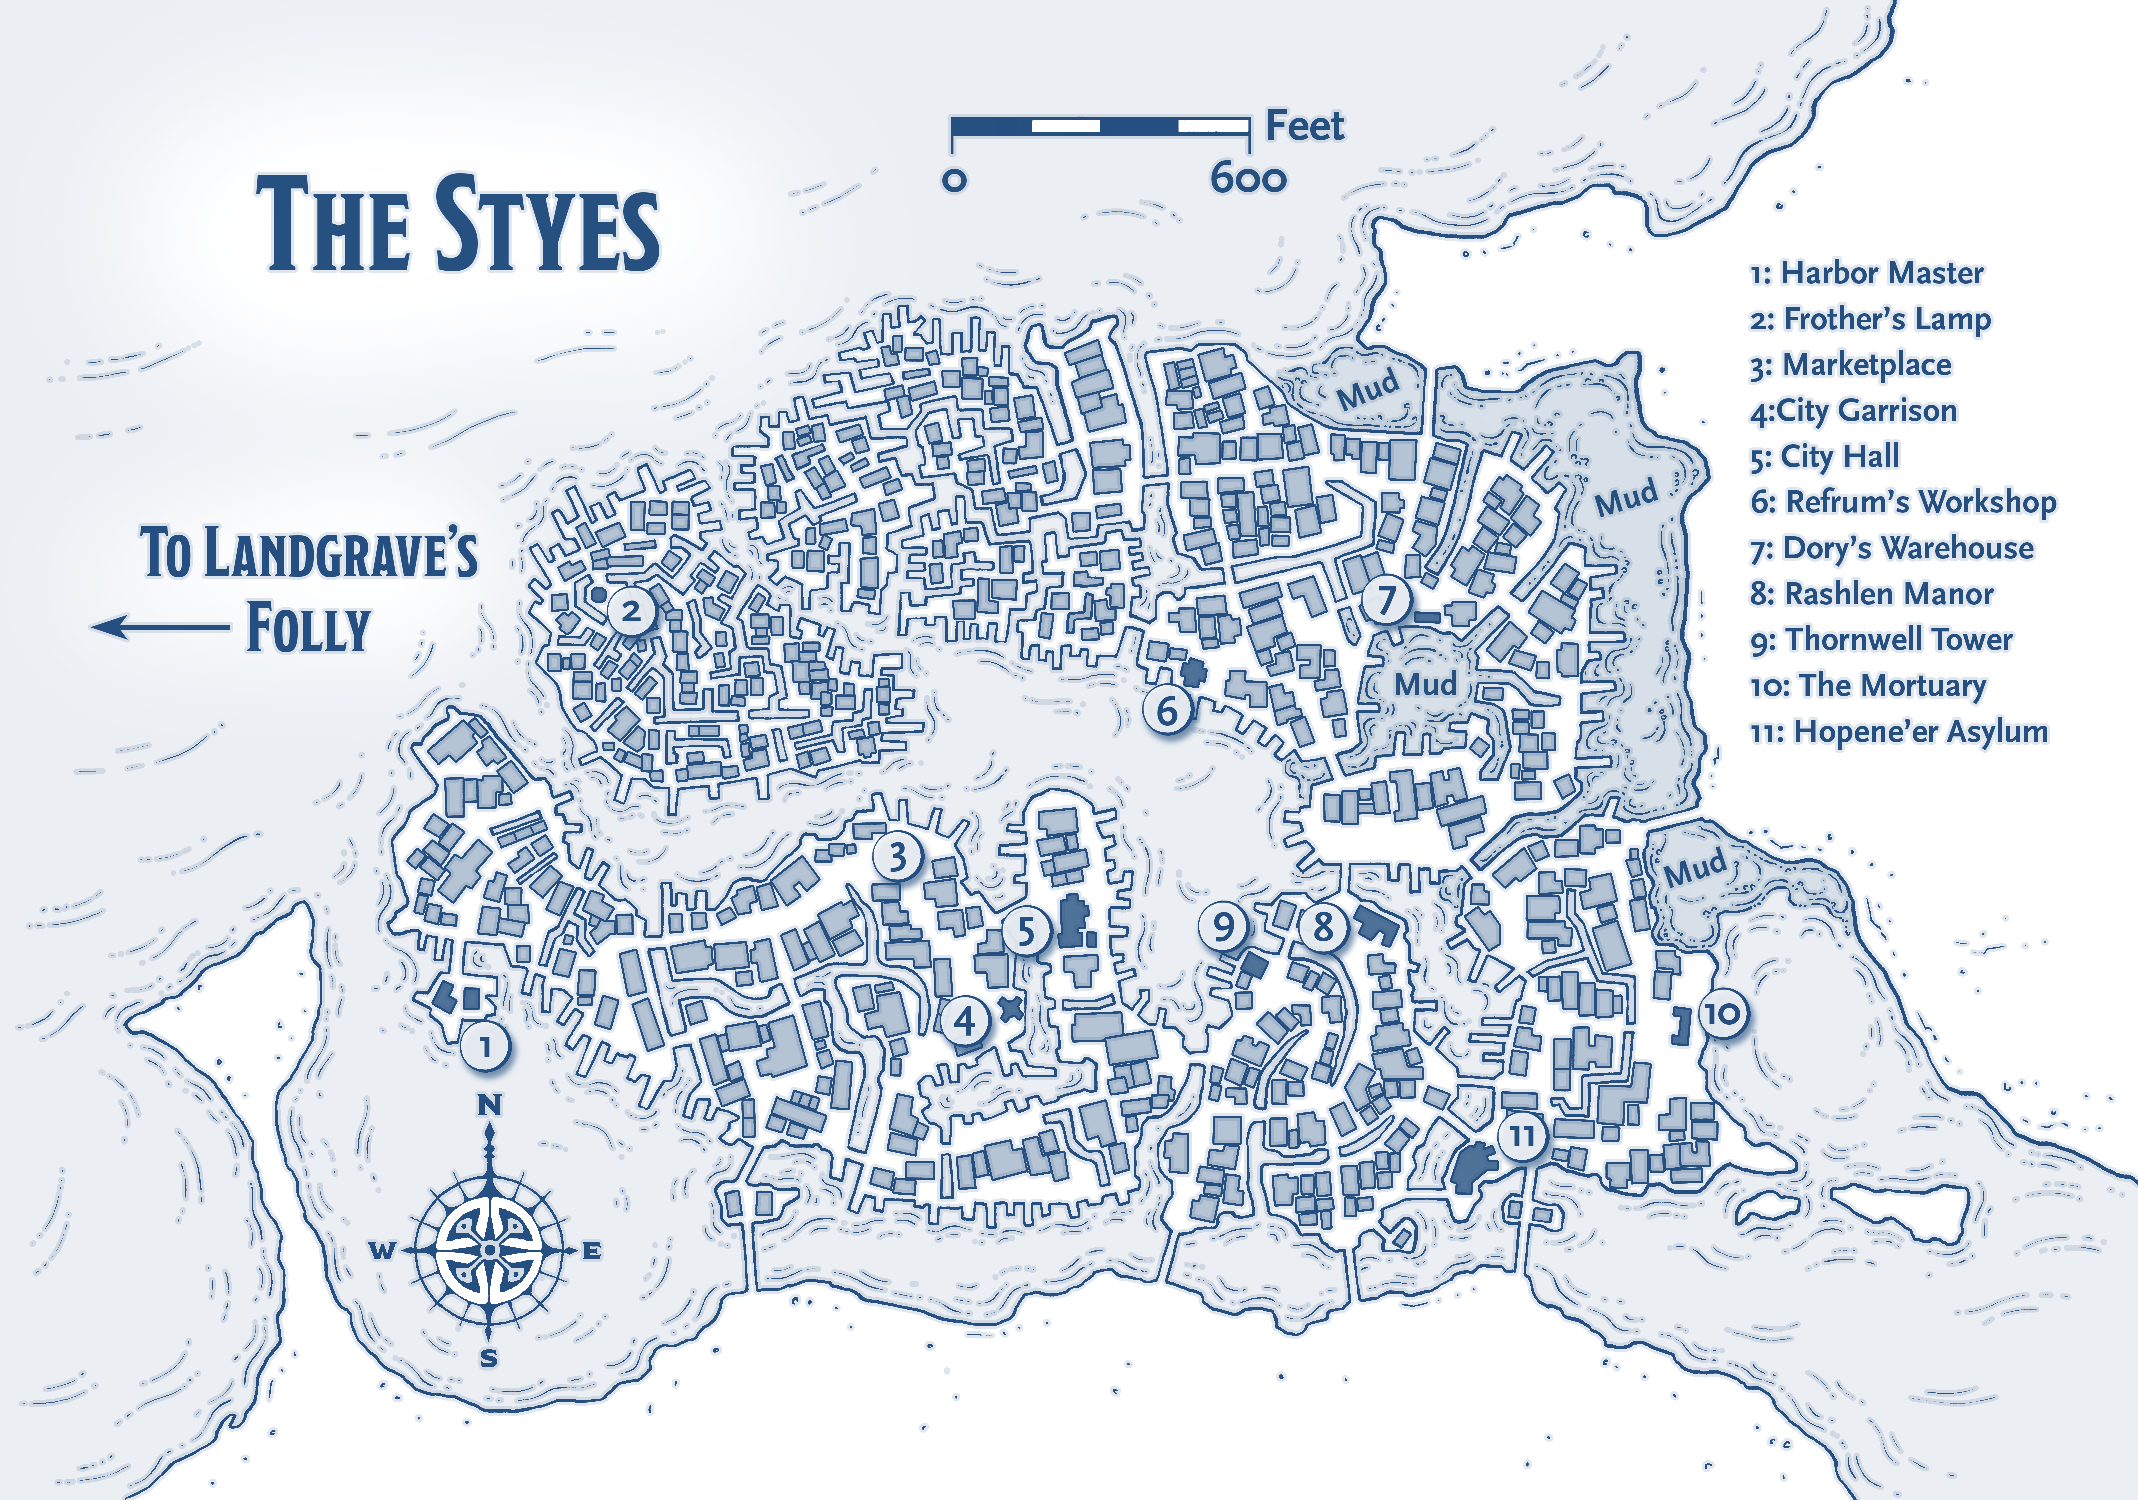 The Styes
Feet
0 600
To Landgrave's
Folly
1: Harbor Master
2: Frother's Lamp
3: Marketplace
4:City Garrison
5: City Hall
6: Refrum's Workshop
7: Dory's Warehouse
8: Rashlen Manor
9: Thornwell Tower
10: The Mortuary
11: Hopene'er Asylum
Mud
Mud
Mud
Mud
1
2
3
4
5
6
7
8
9
10
11
N
W E
S